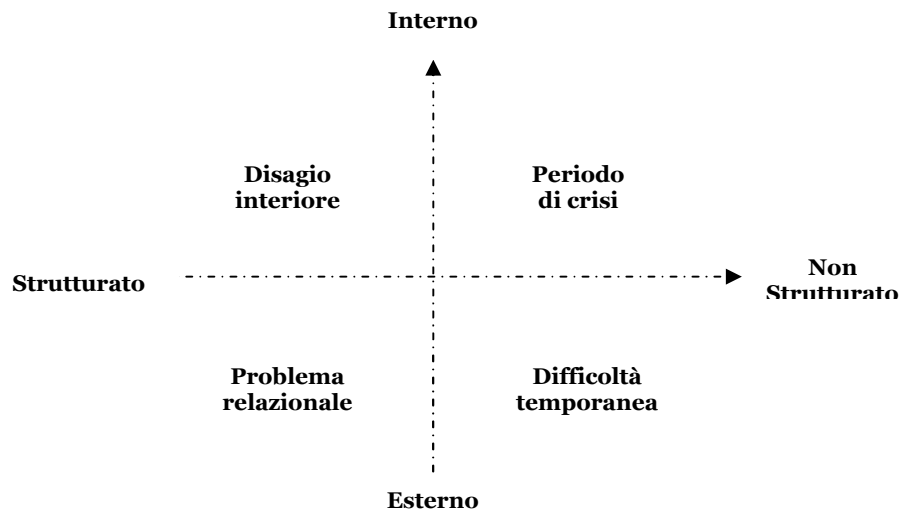 Interno
Disagio
interiore
Periodo
di crisi
Strutturato
Non
Strutturato
Problema
relazionale
Difficoltà
temporanea
Esterno